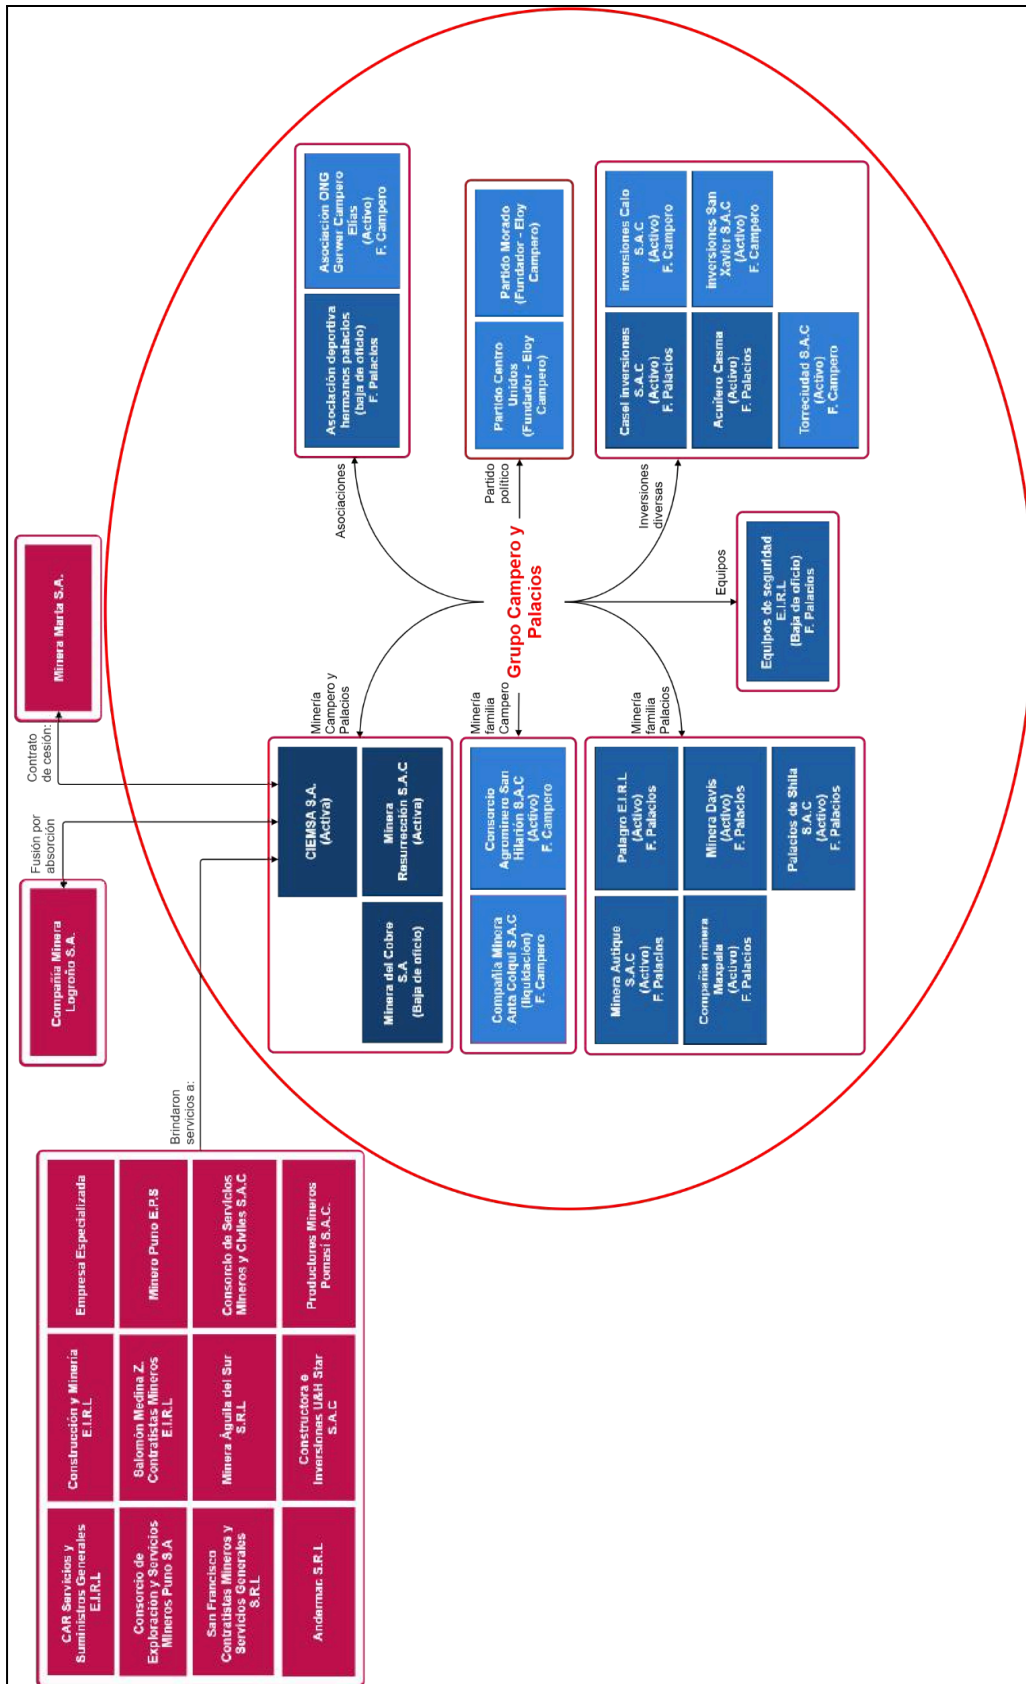 CAR Servicios y
Suministros Generales
E.I.R.L
Construcción y Minería
E.I.R.L
Empresa Especializada
Consorcio de
Exploración y Servicios
Mineros Puno S.A
Salomón Medina Z.
Contratistas Mineros
E.I.R.L
Minero Puno E.P.S
San Francisco
Contratistas Mineros y
Servicios Generales
S.R.L
Minera Águila del Sur
S.R.L
Consorcio de Servicios
Mineros y Civiles S.A.C
Andermac S.R.L
Constructora e
Inversiones U&H Star
S.A.C
Productores Mineros
Pomasi S.A.C.
Brindaron
servicios a:
Compañía Minera
Logroño S.A.
Fusión por
absorción
Contrato
de cesión:
Minera María S.A.
CIEMSA S.A.
(Activa)
Minera del Cobre
S.A
(Baja de oficio)
Minera
Resurrección S.A.C
(Activa)
Minería
Campero y
Palacios
Compañía Minera
Anta Colqui S.A.C
(liquidación)
F. Campero
Consorcio
Agrominero San
Hilarión S.A.C
(Activo)
F. Campero
Minería
familia
Campero
Minera Autique
S.A.C
(Activo)
F. Palacios
Palagro E.I.R.L
(Activo)
F. Palacios
Compañía minera
Maxpala
(Activo)
F. Palacios
Minera Davis
(Activo)
F. Palacios
Palacios de Shila
S.A.C
(Activo)
F. Palacios
Minería familia
Palacios
Grupo Campero y
Palacios
Asociaciones
Asociación deportiva
hermanos palacios
(baja de oficio)
F. Palacios
Asociación ONG
Gerwer Campero
Elías
(Activo)
F. Campero
Partido
político
Partido Centro
Unidos
(Fundador - Eloy
Campero)
Partido Morado
(Fundador - Eloy
Campero)
Inversiones
diversas
Casel inversiones
S.A.C
(Activo)
F. Palacios
inversiones Calo
S.A.C
(Activo)
F. Campero
Acuífero Casma
(Activo)
F. Palacios
inversiones San
Xavier S.A.C
(Activo)
F. Campero
Torreciudad S.A.C
(Activo)
F. Campero
Equipos
Equipos de seguridad
E.I.R.L
(Baja de oficio)
F. Palacios